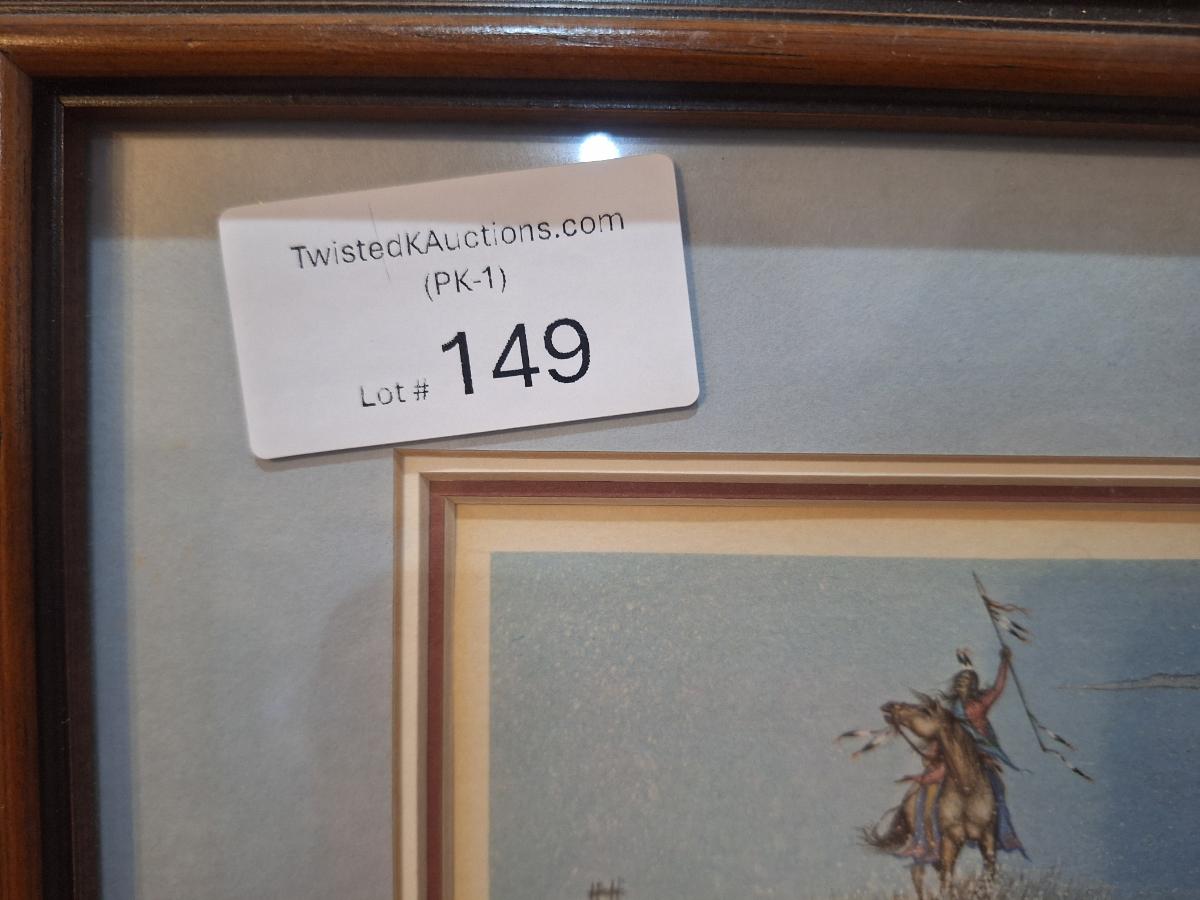 TwistedKAuctions.com
(PK-1)
Lot # 149